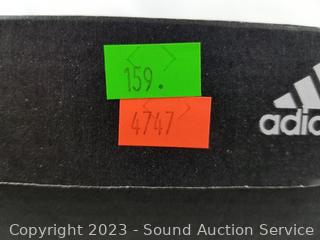 159.
4747
adid
Copyright 2023 - Sound Auction Service